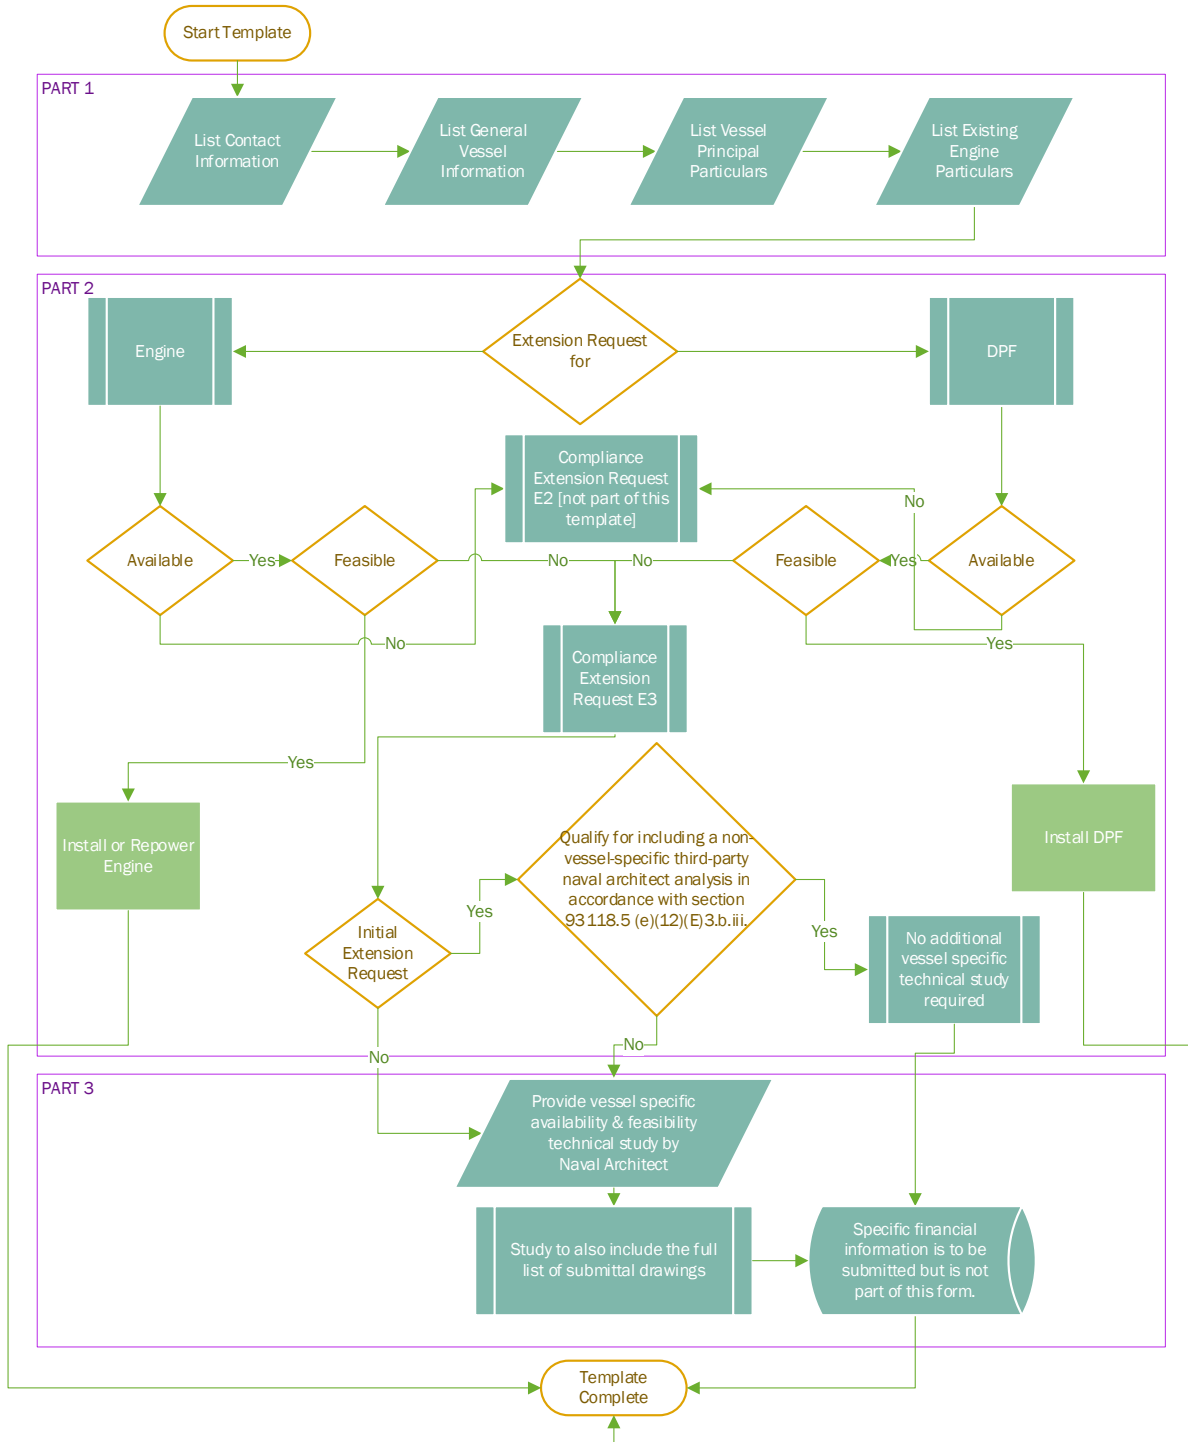 Start Template
PART 1
List Contact
Information
List General
Vessel
Information
List Vessel
Principal
Particulars
List Existing
Engine
Particulars
PART 2
Engine
Extension Request
for
DPF
Compliance
Extension Request
E2 [not part of this
template]
No
Available
Yes
Feasible
No
No
Feasible
Yes
Available
No
Yes
Compliance
Extension
Request E3
Yes
Install or Repower
Engine
Qualify for including a non-
vessel-specific third-party
naval architect analysis in
accordance with section
93118.5 (e)(12)(E)3.b.iii.
Install DPF
Initial
Extension
Request
Yes
Yes
No additional
vessel specific
technical study
required
No
No
PART 3
Provide vessel specific
availability & feasibility
technical study by
Naval Architect
Study to also include the full
list of submittal drawings
Specific financial
information is to be
submitted but is not
part of this form.
Template
Complete